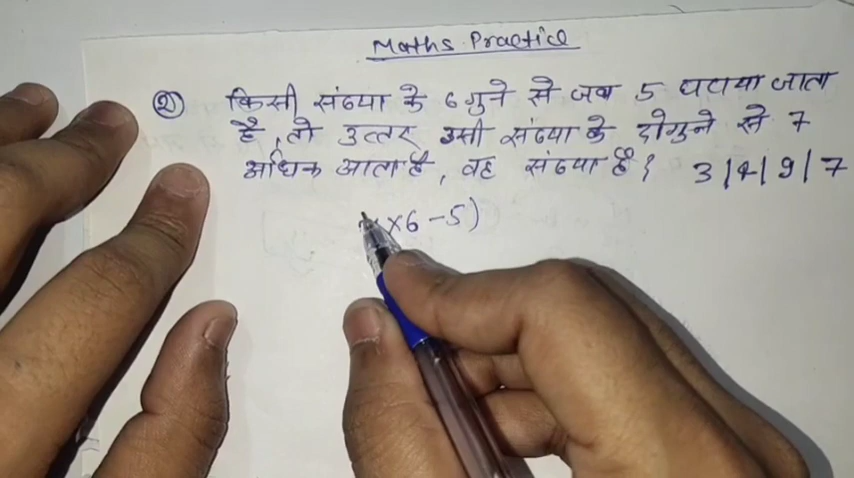 Maths Practice
② किसी संख्या के 6 गुने से जब 5 घटाया जाता
है, तो उत्तर उसी संख्या के दोगुने से 7
अधिक आता है, वह संख्या है? 3/4/9/7
×6-5)